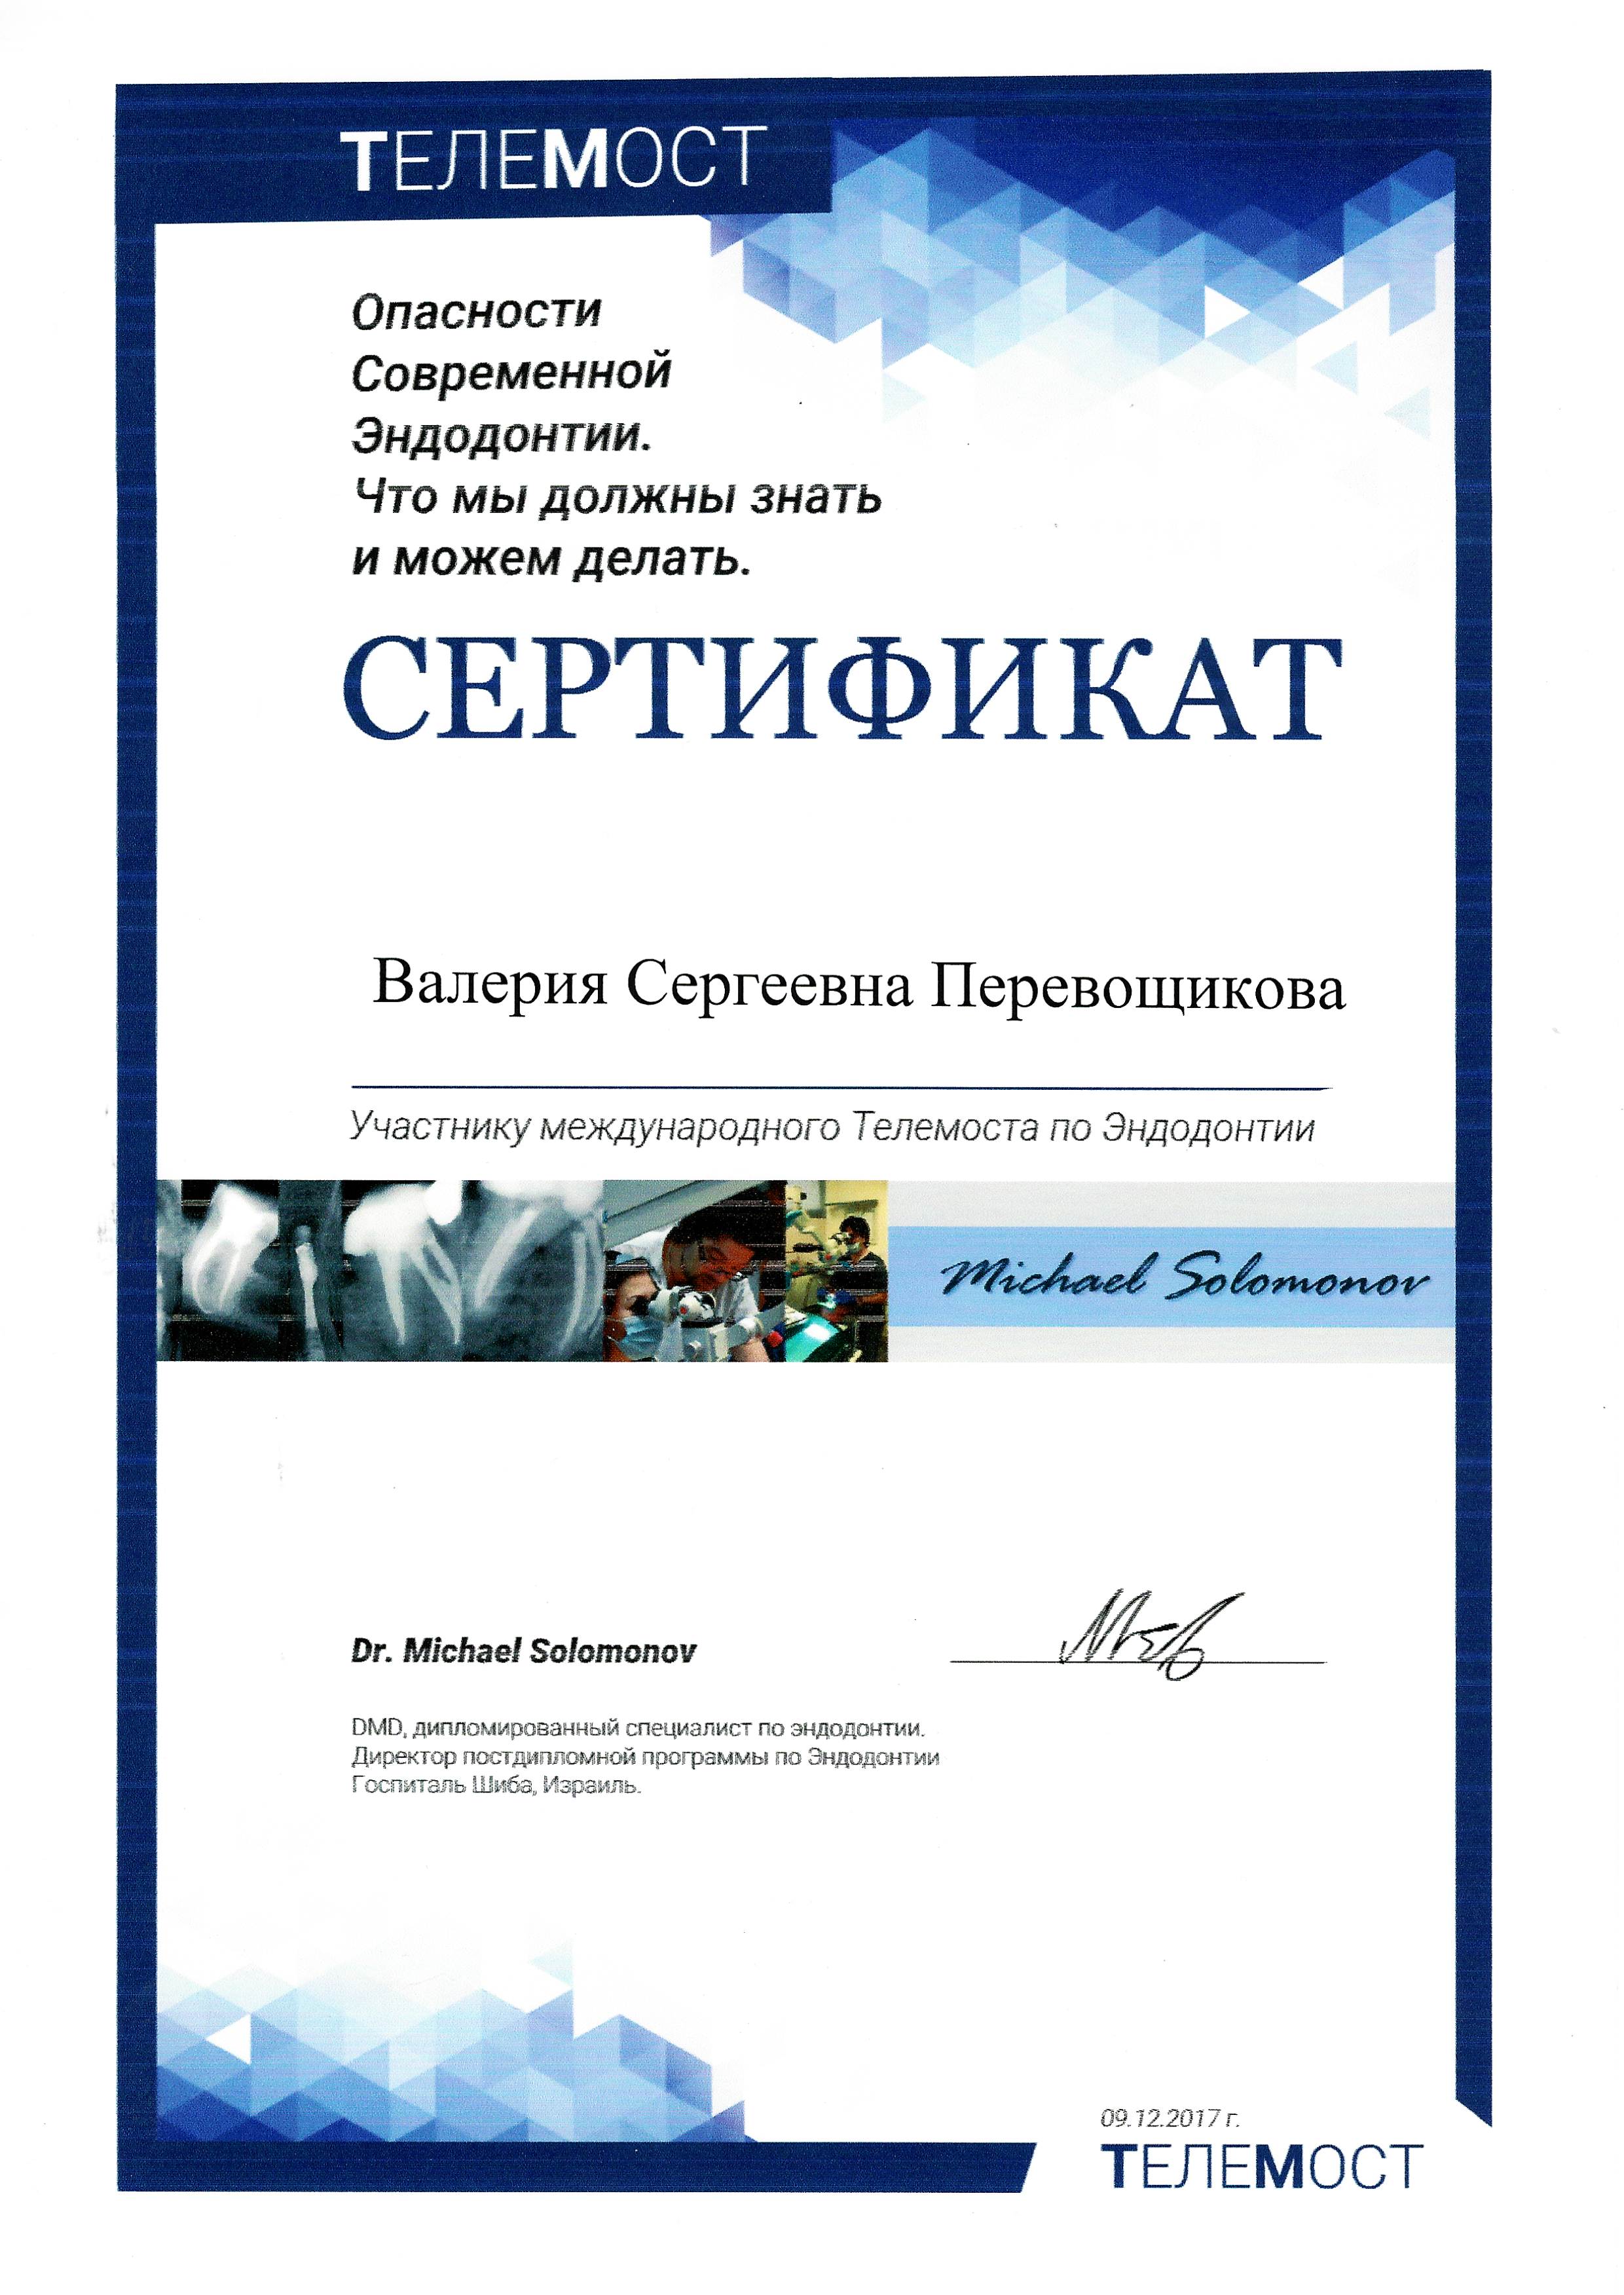 ТЕЛЕМОСТ
Опасности
Современной
Эндодонтии.
Что мы должны знать
и можем делать.
СЕРТИФИКАТ
Валерия Сергеевна Перевощикова
Участнику международного Телемоста по Эндодонтии
Michael Solomonov
Dr. Michael Solomonov
DMD, дипломированный специалист по эндодонтии.
Директор постдипломной программы по Эндодонтии
Госпиталь Шиба, Израиль.
09.12.2017 г.
ТЕЛЕМОСТ